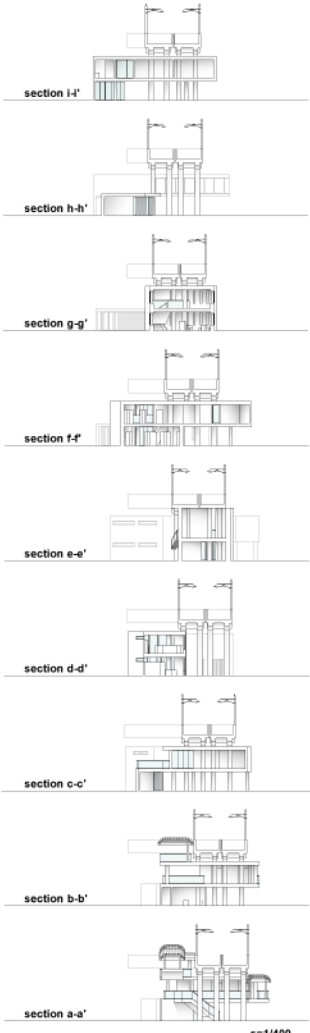 section i-i'
section h-h'
section g-g'
section f-f'
section e-e'
section d-d'
section c-c'
section b-b'
section a-a'